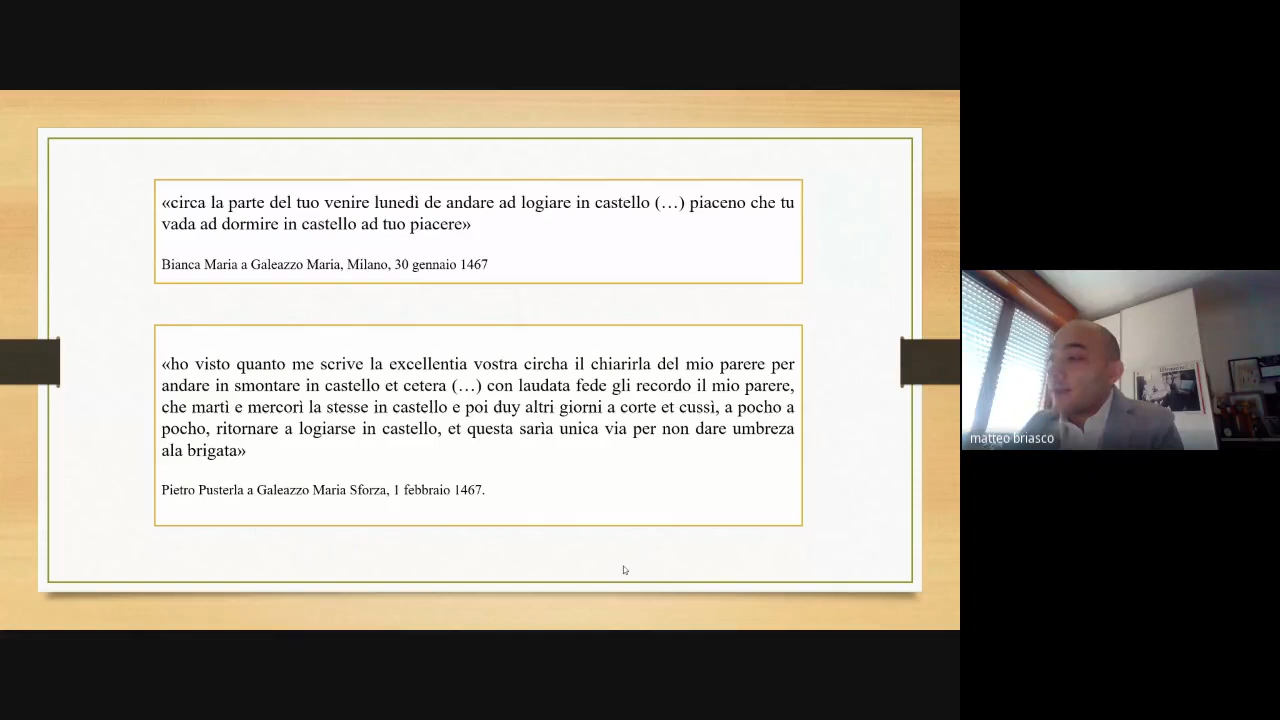 «circa la parte del tuo venire lunedì de andare ad logiare in castello (…) piaceno che tu
vada ad dormire in castello ad tuo piacere»
Bianca Maria a Galeazzo Maria, Milano, 30 gennaio 1467
«ho visto quanto me scrive la excellentia vostra circha il chiarirla del mio parere per
andare in smontare in castello et cetera (…) con laudata fede gli recordo il mio parere,
che martì e mercorì la stesse in castello e poi duy altri giorni a corte et cussì, a pocho a
pocho, ritornare a logiarse in castello, et questa sarìa unica via per non dare umbreza
ala brigata»
Pietro Pusterla a Galeazzo Maria Sforza, 1 febbraio 1467.
matteo briasco